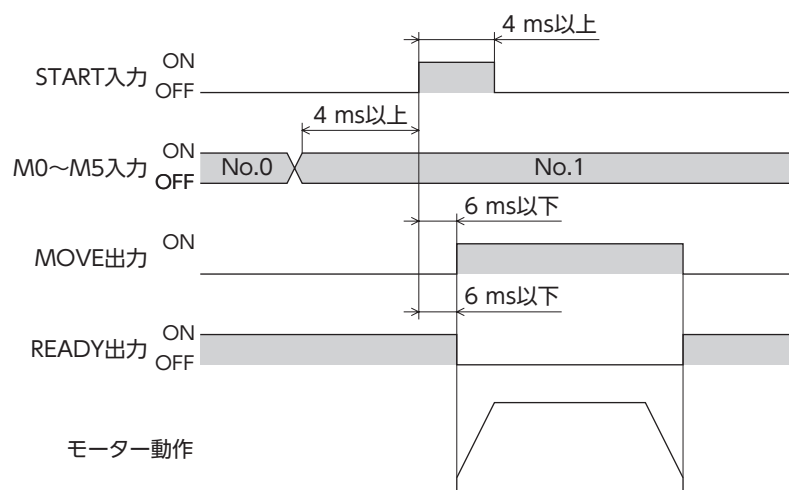 4 ms以上
START入力
ON
OFF
4 ms以上
M0～M5入力
ON
OFF
No.0
No.1
6 ms以下
MOVE出力
ON
6 ms以下
READY出力
ON
OFF
モーター動作